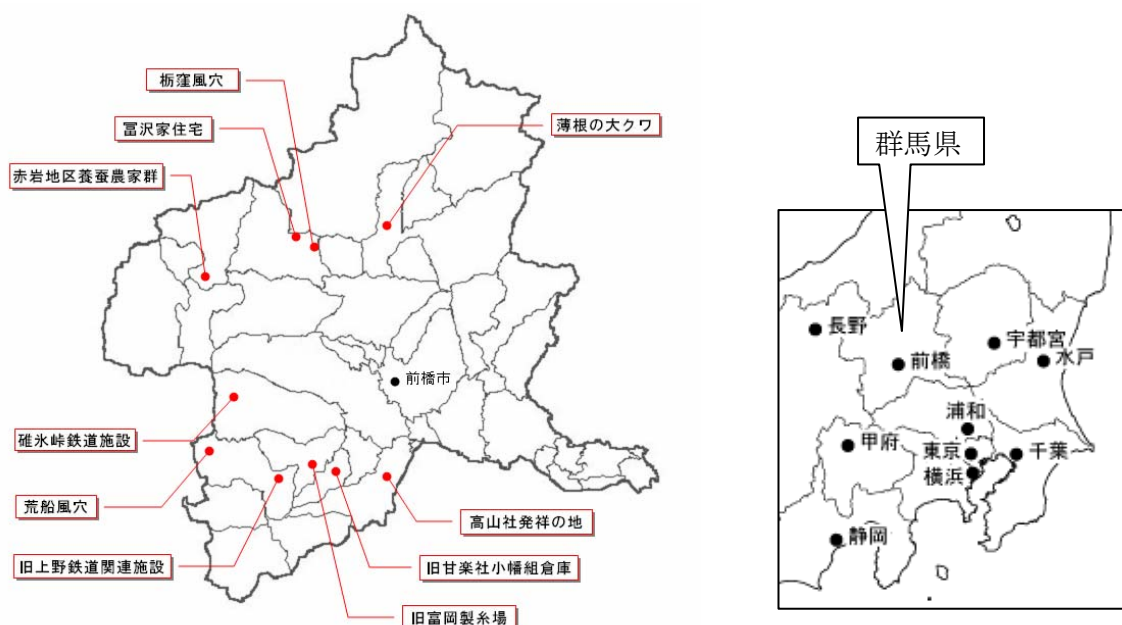 栃窪風穴
冨沢家住宅
赤岩地区養蚕農家群
薄根の大クワ
前橋市
碓氷峠鉄道施設
荒船風穴
旧上野鉄道関連施設
高山社発祥の地
旧甘楽社小幡組倉庫
旧富岡製糸場
群馬県
長野
宇都宮
前橋
水戸
浦和
甲府
東京
千葉
横浜
静岡